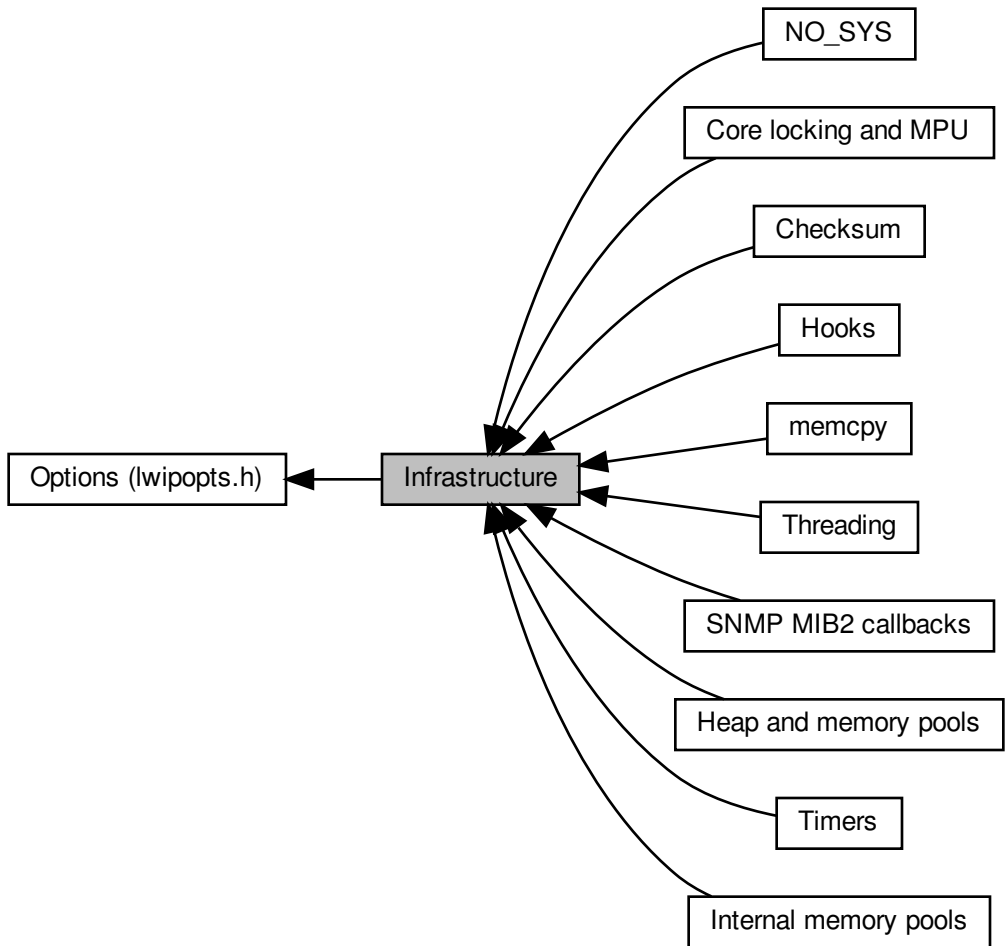 NO_SYS
Core locking and MPU
Checksum
Hooks
memcpy
Options (lwipopts.h)
Infrastructure
Threading
SNMP MIB2 callbacks
Heap and memory pools
Timers
Internal memory pools